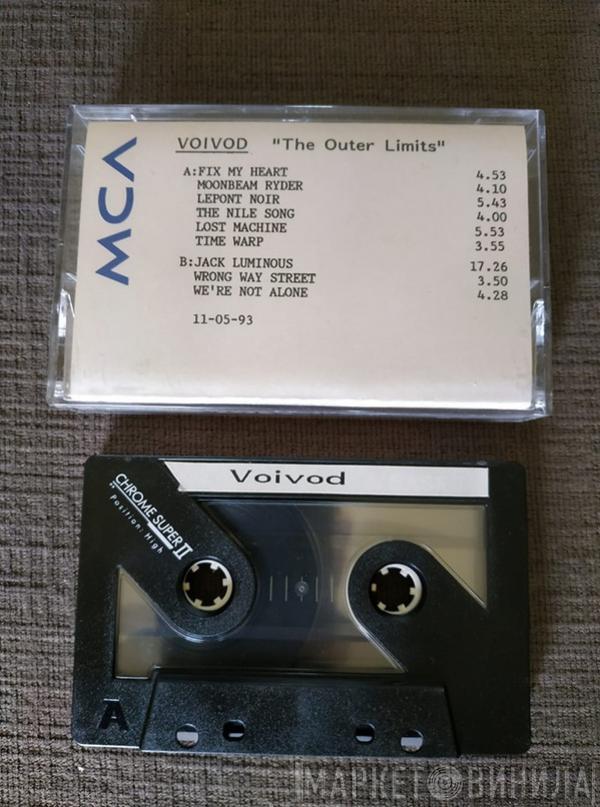 MCA
VOIVOD "The Outer Limits"
A:FIX MY HEART 4.53
MOONBEAM RYDER 4.10
LEPONT NOIR 5.43
THE NILE SONG 4.00
LOST MACHINE 5.53
TIME WARP 3.55
B:JACK LUMINOUS 17.26
WRONG WAY STREET 3.50
WE'RE NOT ALONE 4.28
11-05-93
Voivod
CHROME SUPER II
Position: High
A
МАРКЕТ ВИНИЛА